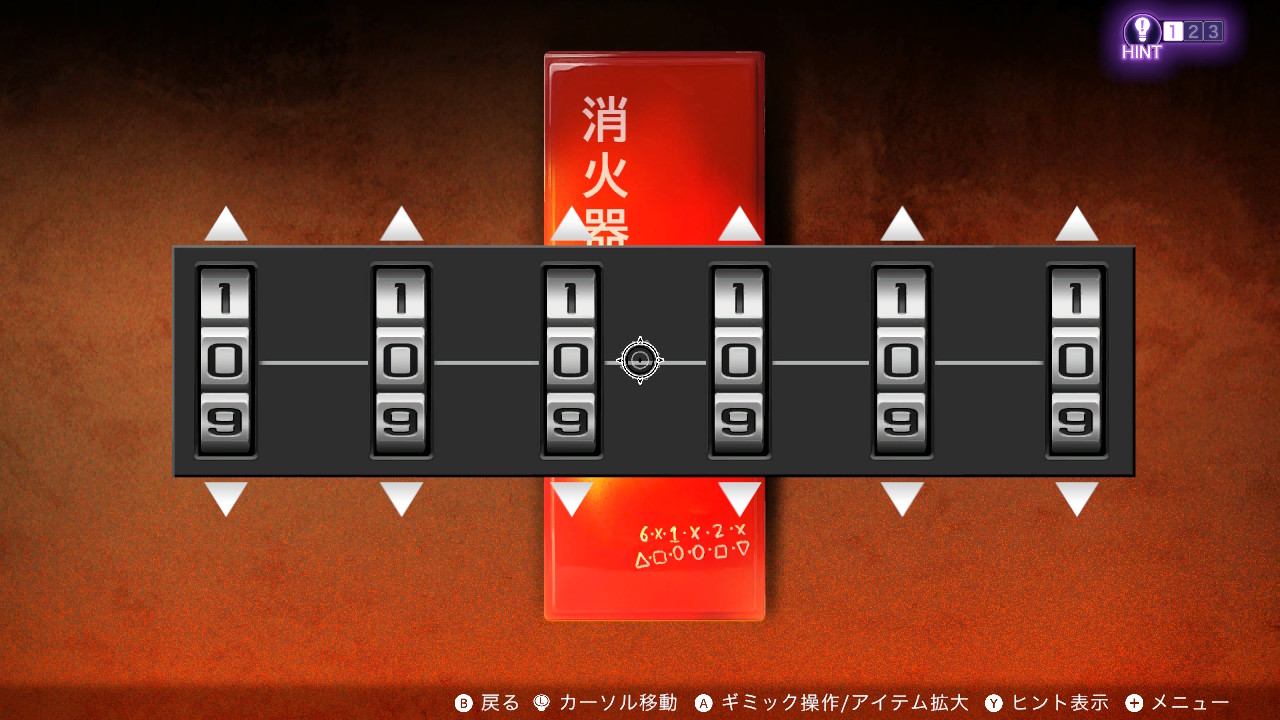 HINT 1 2 3
消火器
1 1 1 1 1 1
0 0 0 0 0 0
9 9 9 9 9 9
6・x・1・x・2・x
△・□・○・○・□・▽
B 戻る L カーソル移動 A ギミック操作/アイテム拡大 Y ヒント表示 + メニュー